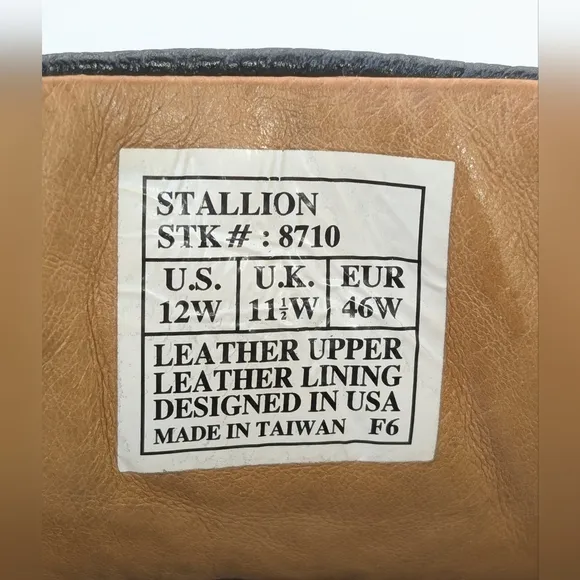 STALLION
STK # : 8710
U.S. U.K. EUR
12W 11½W 46W
LEATHER UPPER
LEATHER LINING
DESIGNED IN USA
MADE IN TAIWAN F6